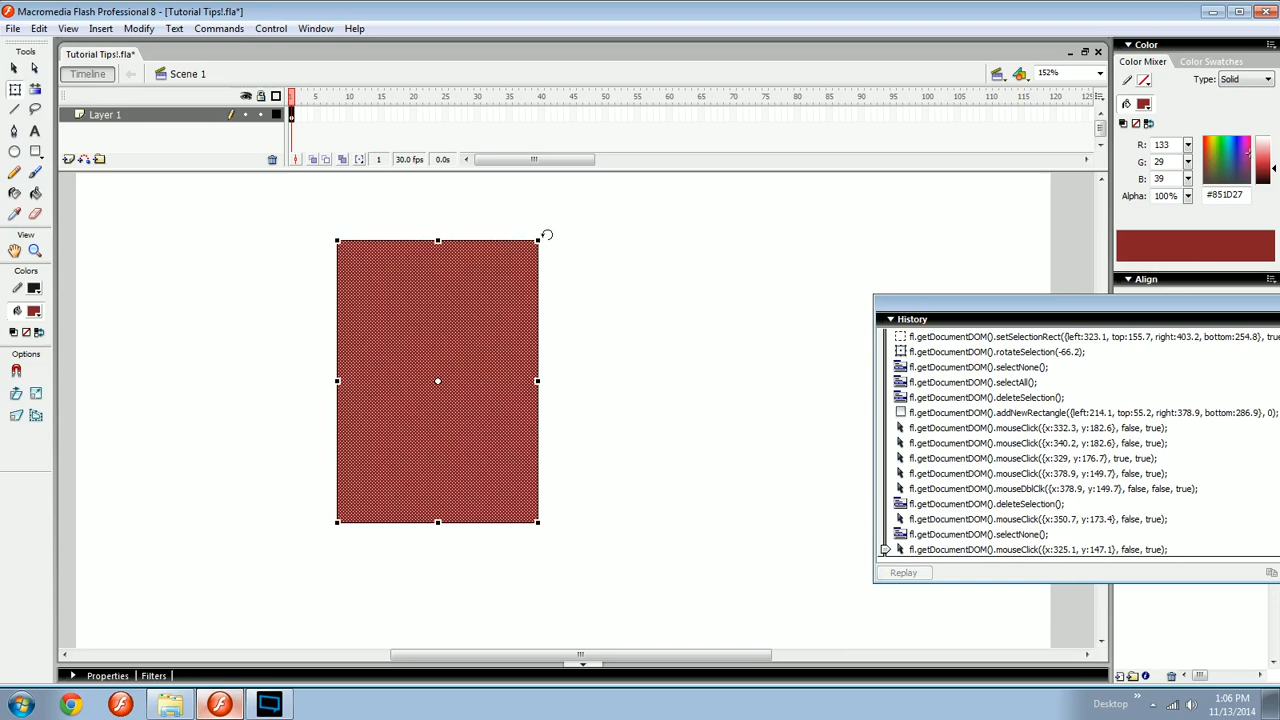 Macromedia Flash Professional 8 - [Tutorial Tips!.fla*]
File Edit View Insert Modify Text Commands Control Window Help
Tools
Tutorial Tips!.fla*
Timeline
Scene 1
152%
5 10 15 20 25 30 35 40 45 50 55 60 65 70 75 80 85 90 95 100 105 110 115 120 125
Layer 1
1 30.0 fps 0.0s
View
Colors
Options
Color
Color Mixer Color Swatches
Type: Solid
R: 133
G: 29
B: 39
Alpha: 100% #851D27
Align
History
fl.getDocumentDOM().setSelectionRect({left:323.1, top:155.7, right:403.2, bottom:254.8}, true
fl.getDocumentDOM().rotateSelection(-66.2);
fl.getDocumentDOM().selectNone();
fl.getDocumentDOM().selectAll();
fl.getDocumentDOM().deleteSelection();
fl.getDocumentDOM().addNewRectangle({left:214.1, top:55.2, right:378.9, bottom:286.9}, 0);
fl.getDocumentDOM().mouseClick({x:332.3, y:182.6}, false, true);
fl.getDocumentDOM().mouseClick({x:340.2, y:182.6}, false, true);
fl.getDocumentDOM().mouseClick({x:329, y:176.7}, true, true);
fl.getDocumentDOM().mouseClick({x:378.9, y:149.7}, false, true);
fl.getDocumentDOM().mouseDblClk({x:378.9, y:149.7}, false, false, true);
fl.getDocumentDOM().deleteSelection();
fl.getDocumentDOM().mouseClick({x:350.7, y:173.4}, false, true);
fl.getDocumentDOM().selectNone();
fl.getDocumentDOM().mouseClick({x:325.1, y:147.1}, false, true);
Replay
Properties Filters
Desktop
1:06 PM
11/13/2014